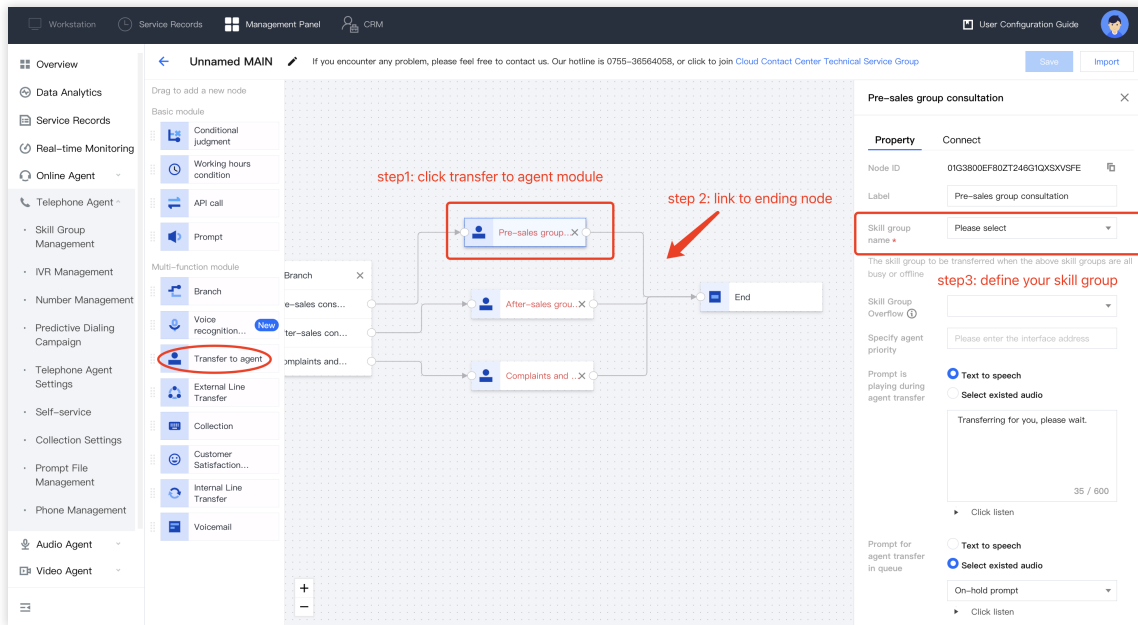 Workstation
Service Records
Management Panel
CRM
User Configuration Guide
Overview
Data Analytics
Service Records
Real-time Monitoring
Online Agent
Telephone Agent
Skill Group
Management
IVR Management
Number Management
Predictive Dialing
Campaign
Telephone Agent
Settings
Self-service
Collection Settings
Prompt File
Management
Phone Management
Audio Agent
Video Agent
Unnamed MAIN
If you encounter any problem, please feel free to contact us. Our hotline is 0755-36564058, or click to join Cloud Contact Center Technical Service Group
Save
Import
Drag to add a new node
Basic module
Conditional
judgment
Working hours
condition
API call
Prompt
Multi-function module
Branch
Voice
recognition...
New
Transfer to agent
External Line
Transfer
Collection
Customer
Satisfaction...
Internal Line
Transfer
Voicemail
step1: click transfer to agent module
step 2: link to ending node
Pre-sales group...
Branch
e-sales cons...
ter-sales con...
omplaints and...
After-sales grou...
Complaints and ...
End
+
−
Pre-sales group consultation
Property
Connect
Node ID
01G3800EF80ZT246G1QXSXVSFE
Label
Pre-sales group consultation
Skill group
name
Please select
The skill group to be transferred when the above skill groups are all
busy or offline
step3: define your skill group
Skill Group
Overflow
Specify agent
priority
Please enter the interface address
Prompt is
playing during
agent transfer
Text to speech
Select existed audio
Transferring for you, please wait.
35 / 600
Click listen
Prompt for
agent transfer
in queue
Text to speech
Select existed audio
On-hold prompt
Click listen